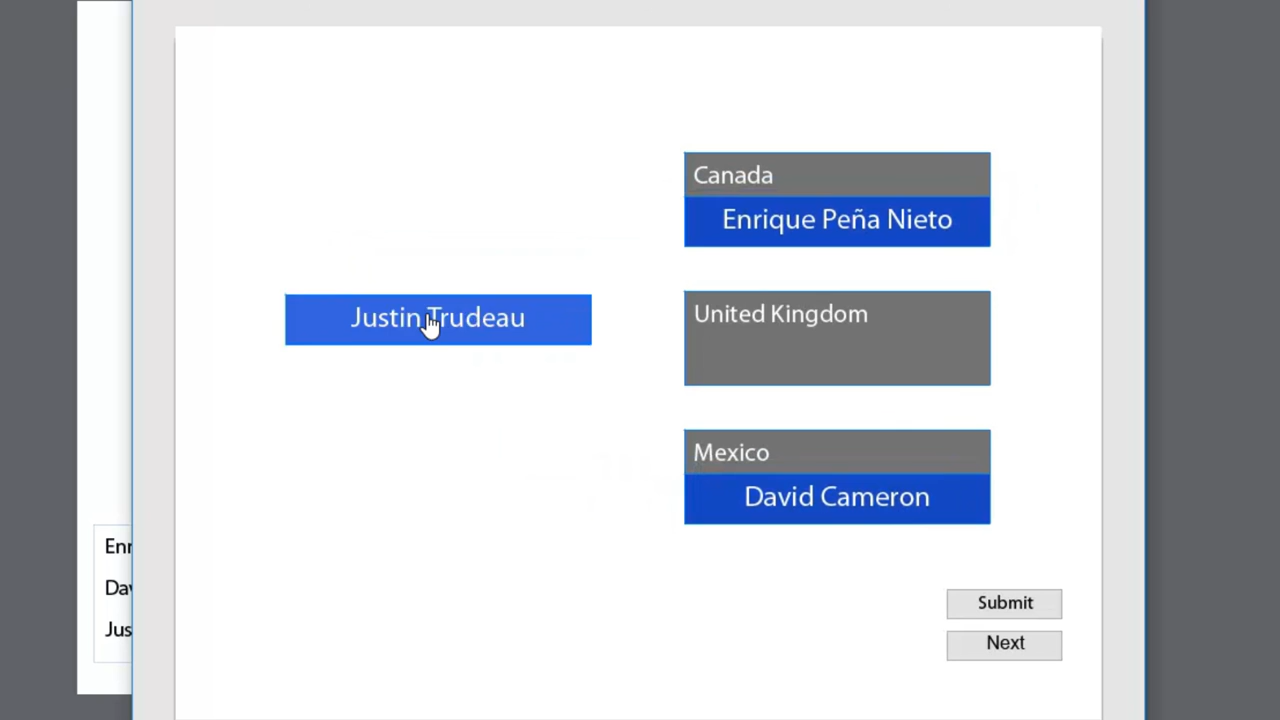 Canada
Enrique Peña Nieto
Justin Trudeau
United Kingdom
Mexico
David Cameron
Enr
Dav
Jus
Submit
Next